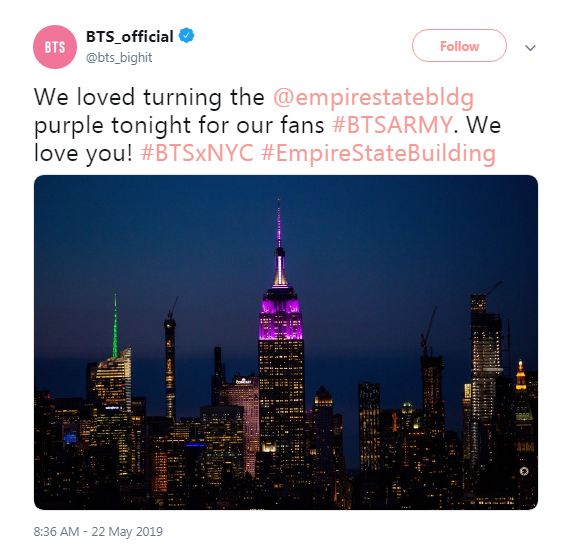 BTS
BTS_official
@bts_bighit
Follow
We loved turning the @empirestatebldg
purple tonight for our fans #BTSARMY. We
love you! #BTSxNYC #EmpireStateBuilding
8:36 AM - 22 May 2019